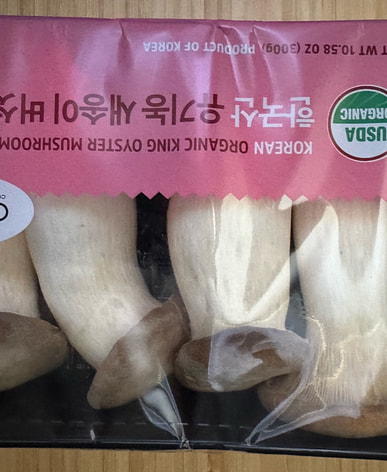 USDA
ORGANIC
KOREAN ORGANIC KING OYSTER MUSHROOM
한국산 유기농 새송이 버섯
WT 10.58 OZ (300g), PRODUCT OF KOREA